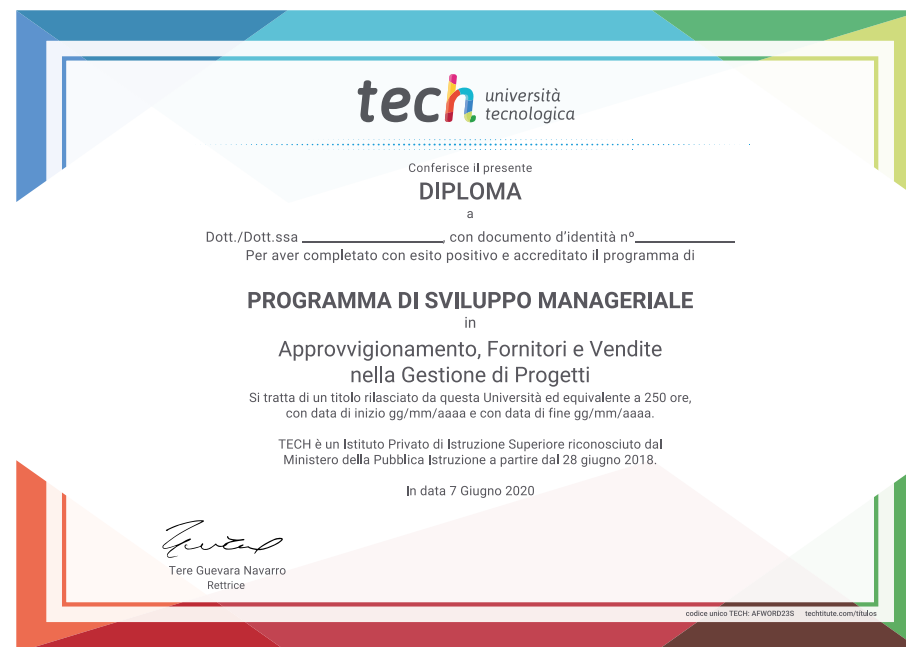 tech università
tecnologica
Conferisce il presente
DIPLOMA
a
Dott./Dott.ssa ____________________, con documento d'identità nº______________
Per aver completato con esito positivo e accreditato il programma di
PROGRAMMA DI SVILUPPO MANAGERIALE
in
Approvvigionamento, Fornitori e Vendite
nella Gestione di Progetti
Si tratta di un titolo rilasciato da questa Università ed equivalente a 250 ore,
con data di inizio gg/mm/aaaa e con data di fine gg/mm/aaaa.
TECH è un Istituto Privato di Istruzione Superiore riconosciuto dal
Ministero della Pubblica Istruzione a partire dal 28 giugno 2018.
In data 7 Giugno 2020
Tere Guevara Navarro
Rettrice
codice unico TECH: AFWORD23S techtitute.com/titulos